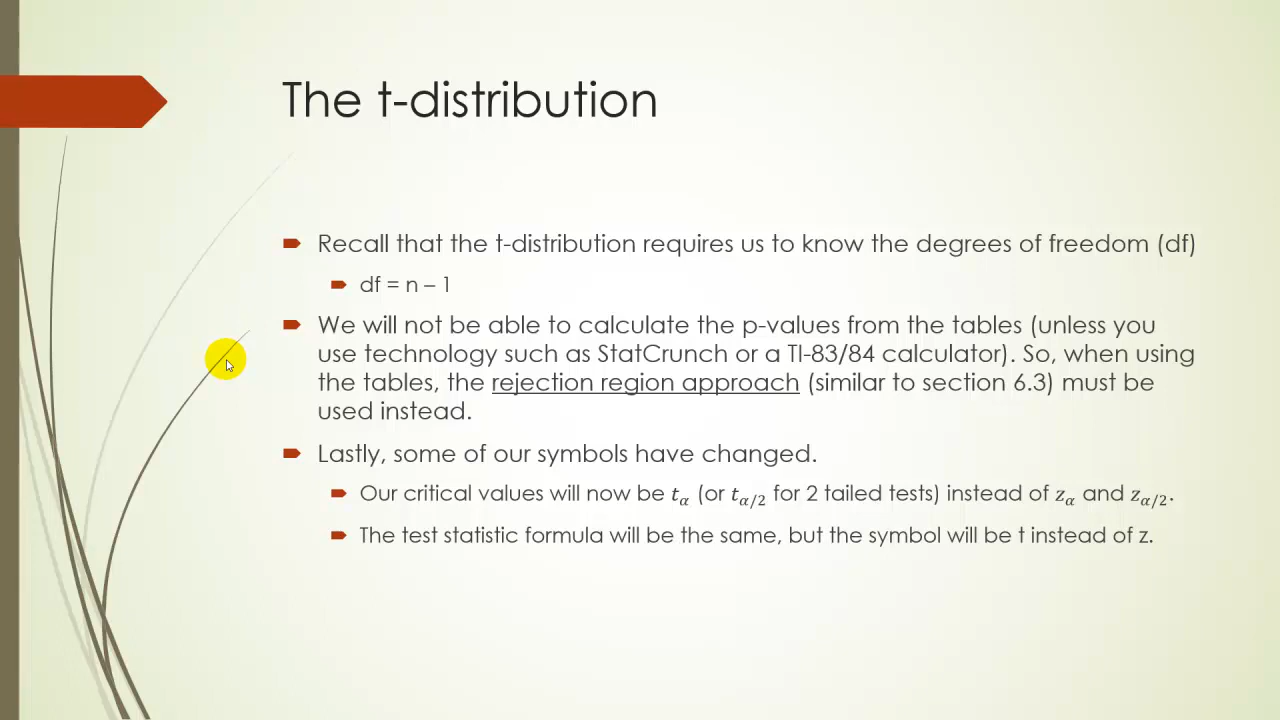 The t-distribution
Recall that the t-distribution requires us to know the degrees of freedom (df)
df = n – 1
We will not be able to calculate the p-values from the tables (unless you
use technology such as StatCrunch or a TI-83/84 calculator). So, when using
the tables, the rejection region approach (similar to section 6.3) must be
used instead.
Lastly, some of our symbols have changed.
Our critical values will now be 𝑡𝛼 (or 𝑡𝛼/2 for 2 tailed tests) instead of 𝑧𝛼 and 𝑧𝛼/2.
The test statistic formula will be the same, but the symbol will be t instead of z.